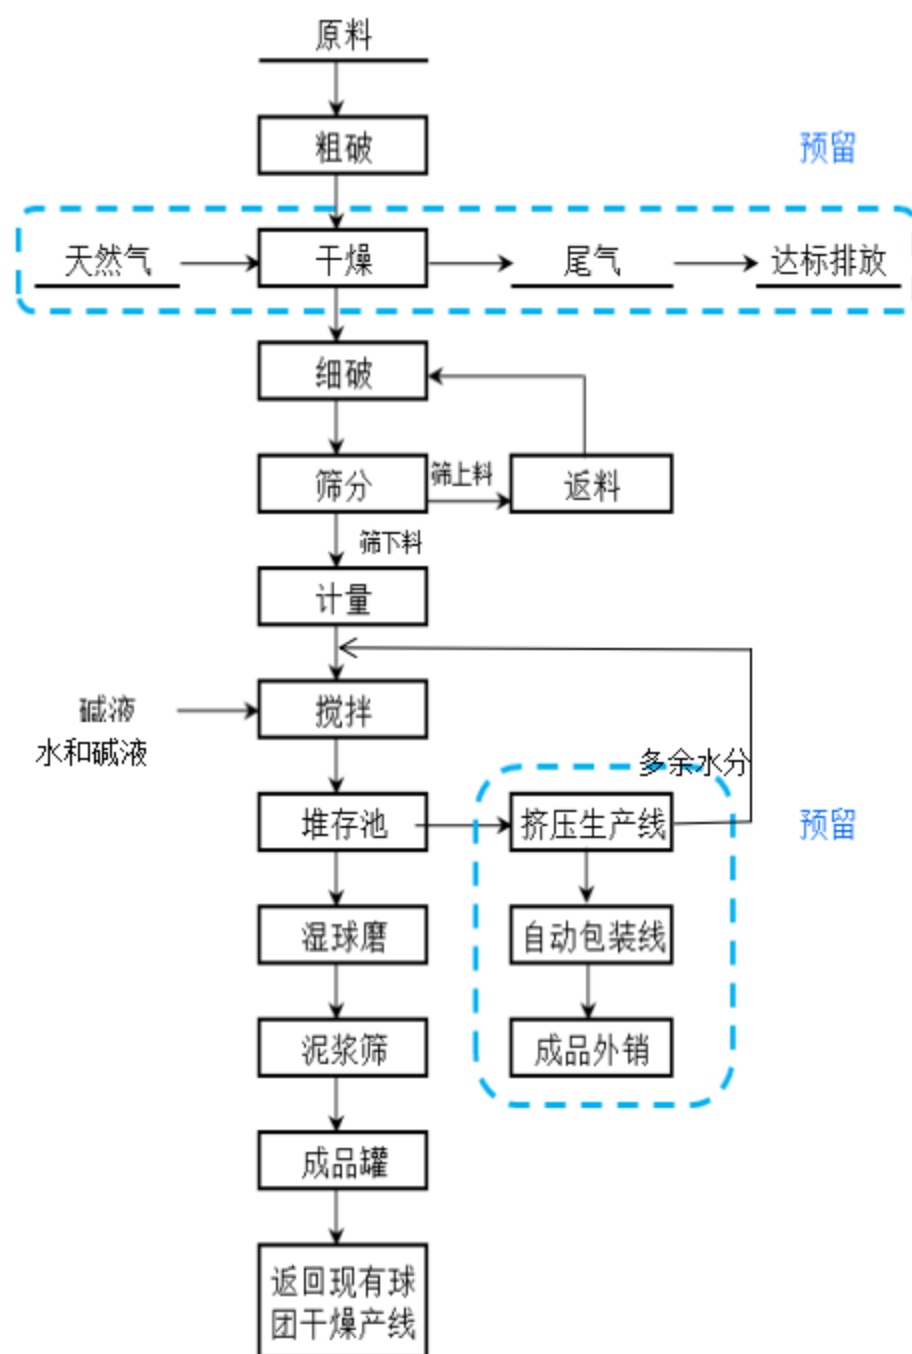 原料
粗破
预留
天然气
干燥
尾气
达标排放
细破
筛分
筛上料
返料
筛下料
计量
碱液
搅拌
水和碱液
多余水分
堆存池
挤压生产线
预留
湿球磨
自动包装线
泥浆筛
成品外销
成品罐
返回现有球
团干燥产线